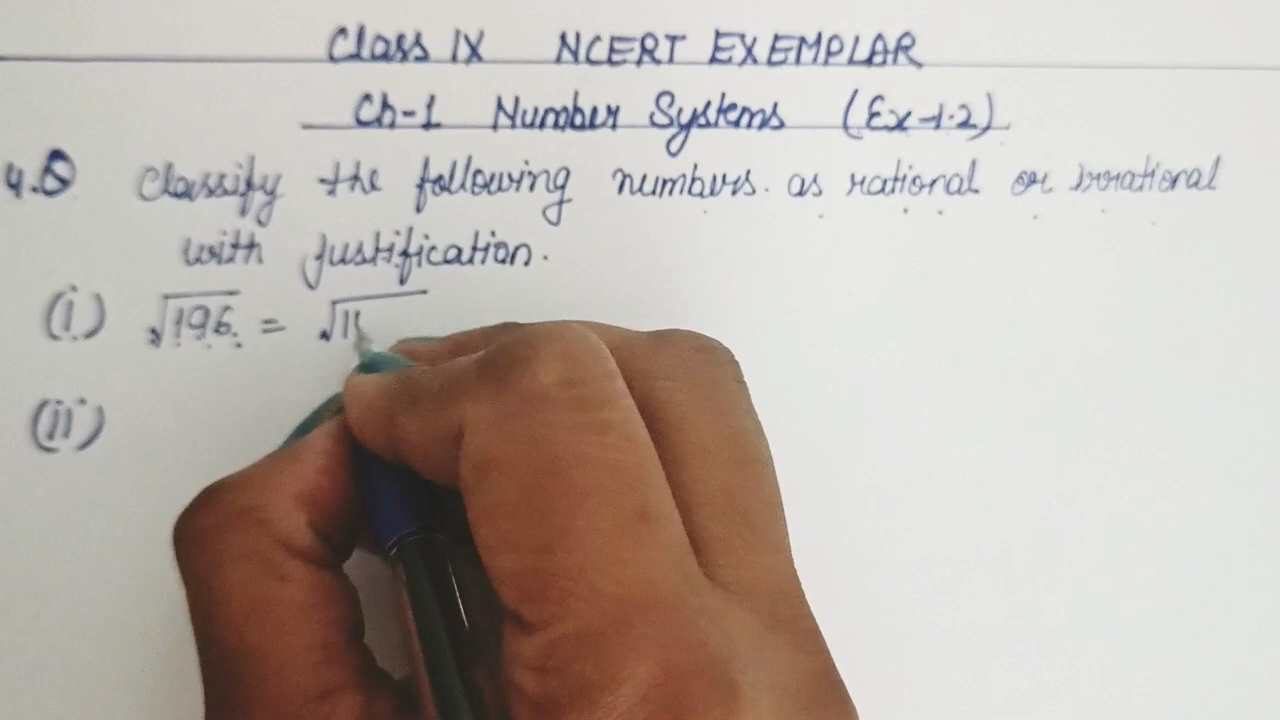 Class IX NCERT EXEMPLAR
Ch-1 Number Systems (Ex-1.2)
4.Q Classify the following numbers. as rational or irrational
with justification.
(i) √196 = √1
(ii)